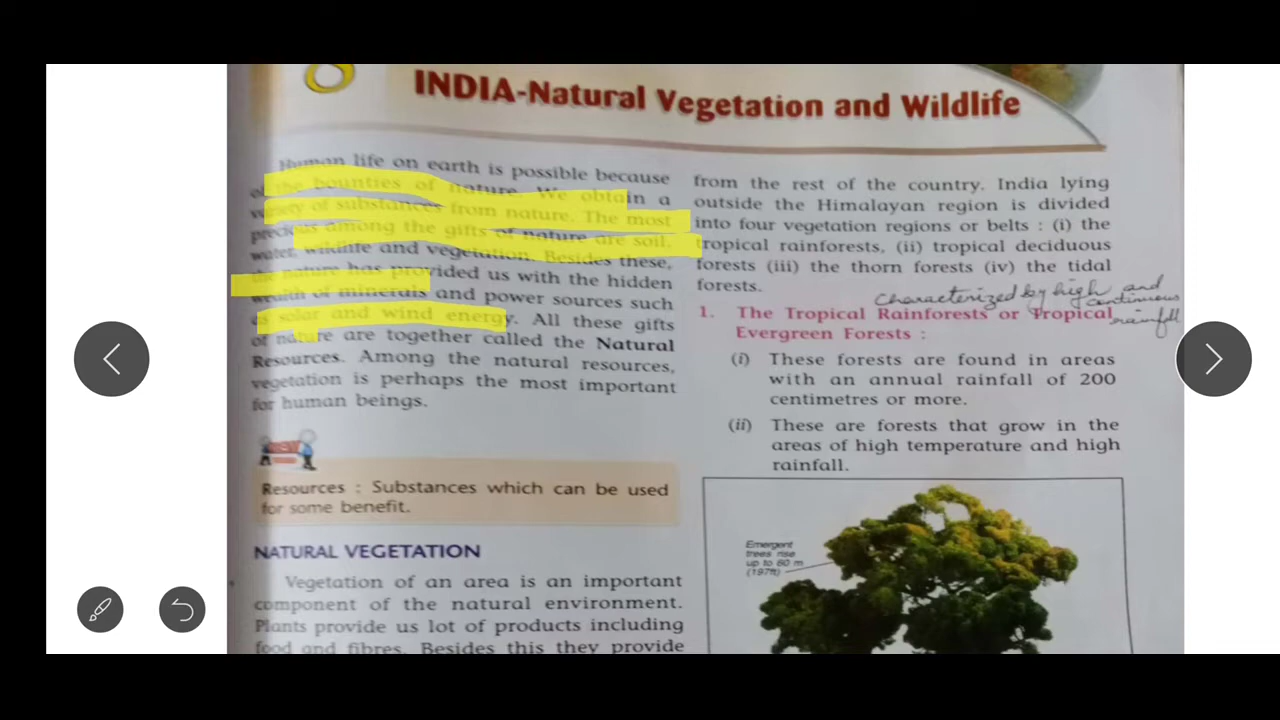 8
INDIA-Natural Vegetation and Wildlife
Human life on earth is possible because
of the bounties of nature. We obtain a
variety of substances from nature. The most
precious among the gifts of nature are soil,
water, wildlife and vegetation. Besides these,
the nature has provided us with the hidden
wealth of minerals and power sources such
as solar and wind energy. All these gifts
of nature are together called the Natural
Resources. Among the natural resources,
vegetation is perhaps the most important
for human beings.
Resources : Substances which can be used
for some benefit.
NATURAL VEGETATION
Vegetation of an area is an important
component of the natural environment.
Plants provide us lot of products including
food and fibres. Besides this they provide
from the rest of the country. India lying
outside the Himalayan region is divided
into four vegetation regions or belts : (i) the
tropical rainforests, (ii) tropical deciduous
forests (iii) the thorn forests (iv) the tidal
forests.
Characterized by high and
continuous
rainfall
1. The Tropical Rainforests or Tropical
Evergreen Forests :
(i) These forests are found in areas
with an annual rainfall of 200
centimetres or more.
(ii) These are forests that grow in the
areas of high temperature and high
rainfall.
Emergent
trees rise
up to 60 m
(197ft)